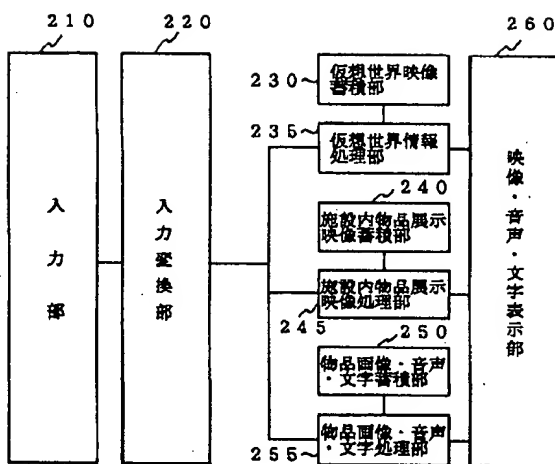 210
220
260
230
仮想世界映像
蓄積部
235
仮想世界情報
処理部
240
施設内物品展示
映像蓄積部
施設内物品展示
映像処理部
245
250
物品画像・音声
・文字蓄積部
物品画像・音声
・文字処理部
255
入力部
入力変換部
映像・音声・文字表示部